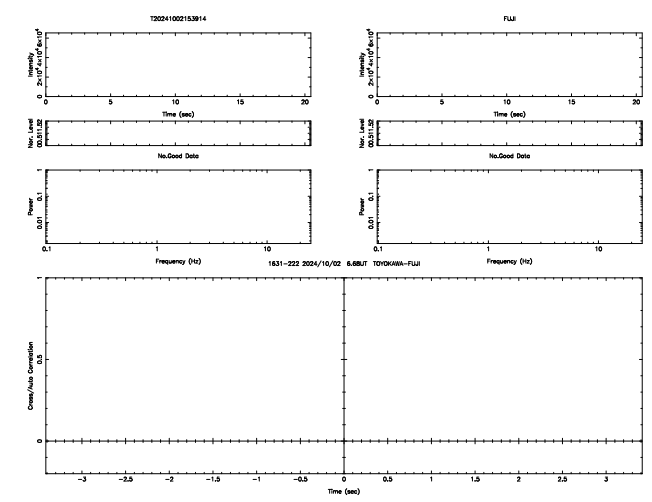 T20241002153914 FUJI
Intensity 0 2×10⁴ 4×10⁴ 6×10⁴ Intensity 0 2×10⁴ 4×10⁴ 6×10⁴
0 5 10 15 20 0 5 10 15 20
Time (sec) Time (sec)
Nor. Level 0 0.5 1 1.5 2 Nor. Level 0 0.5 1 1.5 2
No.Good Data No.Good Data
Power 0.01 0.1 1 Power 0.01 0.1 1
0.1 1 10 0.1 1 10
Frequency (Hz) Frequency (Hz)
1631-222 2024/10/02 6.68UT TOYOKAWA-FUJI
Cross/Auto Correlation 0 0.5 1
-3 -2.5 -2 -1.5 -1 -0.5 0 0.5 1 1.5 2 2.5 3
Time (sec)